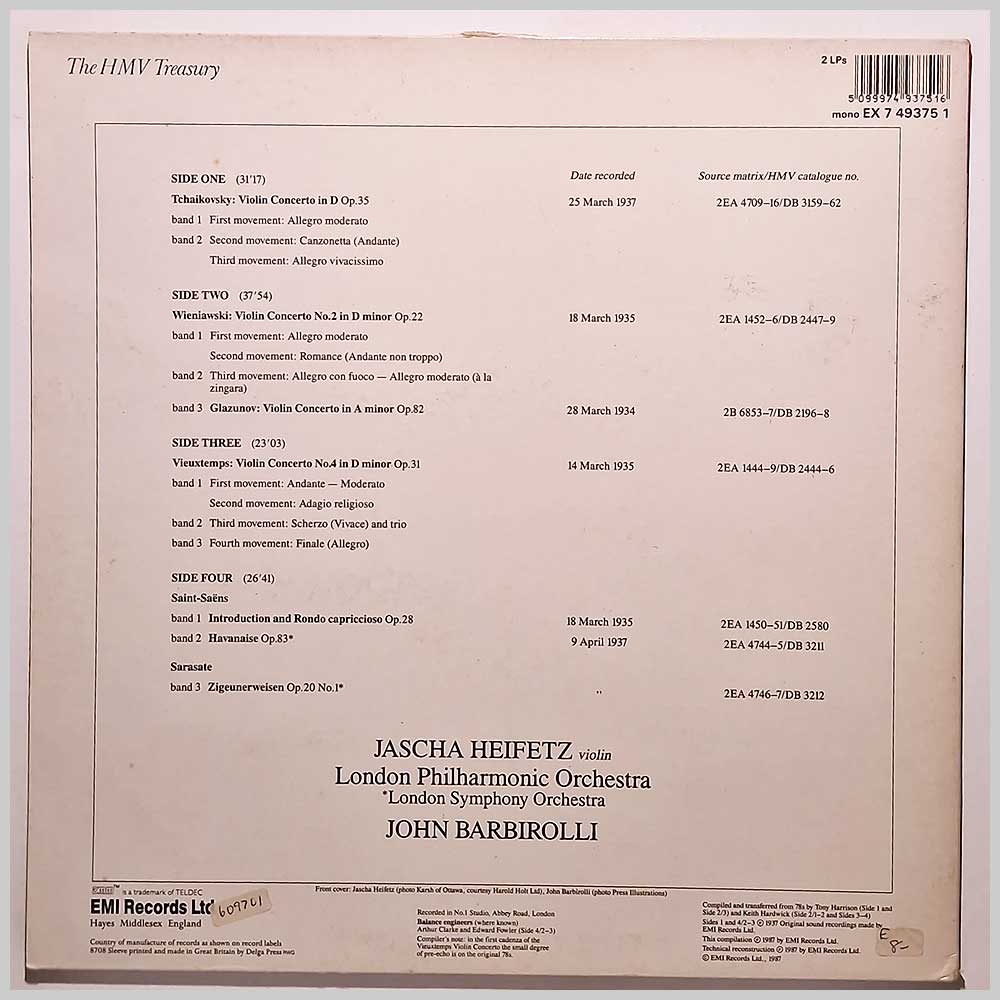 The HMV Treasury
2 LPs
5 099974 937516
mono EX 7 49375 1
SIDE ONE (31'17) Date recorded Source matrix/HMV catalogue no.
Tchaikovsky: Violin Concerto in D Op.35 25 March 1937 2EA 4709-16/DB 3159-62
band 1 First movement: Allegro moderato
band 2 Second movement: Canzonetta (Andante)
Third movement: Allegro vivacissimo
SIDE TWO (37'54)
Wieniawski: Violin Concerto No.2 in D minor Op.22 18 March 1935 2EA 1452-6/DB 2447-9
band 1 First movement: Allegro moderato
Second movement: Romance (Andante non troppo)
band 2 Third movement: Allegro con fuoco — Allegro moderato (à la
zingara)
band 3 Glazunov: Violin Concerto in A minor Op.82 28 March 1934 2B 6853-7/DB 2196-8
SIDE THREE (23'03)
Vieuxtemps: Violin Concerto No.4 in D minor Op.31 14 March 1935 2EA 1444-9/DB 2444-6
band 1 First movement: Andante — Moderato
Second movement: Adagio religioso
band 2 Third movement: Scherzo (Vivace) and trio
band 3 Fourth movement: Finale (Allegro)
SIDE FOUR (26'41)
Saint-Saëns
band 1 Introduction and Rondo capriccioso Op.28 18 March 1935 2EA 1450-51/DB 2580
band 2 Havanaise Op.83* 9 April 1937 2EA 4744-5/DB 3211
Sarasate
band 3 Zigeunerweisen Op.20 No.1* " 2EA 4746-7/DB 3212
JASCHA HEIFETZ violin
London Philharmonic Orchestra
*London Symphony Orchestra
JOHN BARBIROLLI
Front cover: Jascha Heifetz (photo Karsh of Ottawa, courtesy Harold Holt Ltd), John Barbirolli (photo Press Illustrations)
™ is a trademark of TELDEC
EMI Records Ltd
609701
Hayes Middlesex England
Country of manufacture of records as shown on record labels
8708 Sleeve printed and made in Great Britain by Delga Press
Recorded in No.1 Studio, Abbey Road, London
Balance engineers (where known)
Arthur Clarke and Edward Fowler (Side 4/2-3)
Compiler's note: in the first cadenza of the
Vieuxtemps Violin Concerto the small degree
of pre-echo is on the original 78s.
Compiled and transferred from 78s by Tony Harrison (Side 1 and
Side 2/3) and Keith Hardwick (Side 2/1-2 and Sides 3-4)
Sides 1 and 4/2-3 ℗ 1937 Original sound recordings made by
EMI Records Ltd.
This compilation ℗ 1987 by EMI Records Ltd.
Technical reconstruction ℗ 1987 by EMI Records Ltd.
© EMI Records Ltd., 1987
E
8-